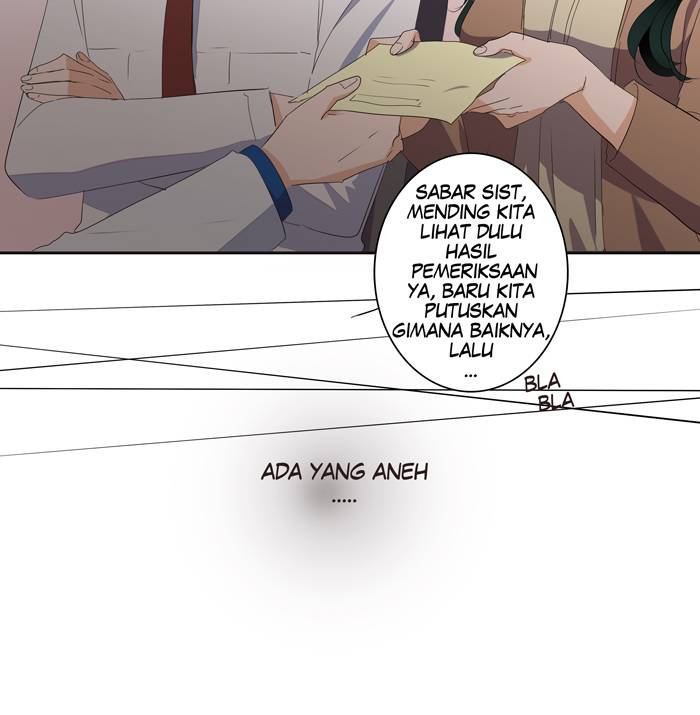 SABAR SIST,
MENDING KITA
LIHAT DULU
HASIL
PEMERIKSAAN
YA, BARU KITA
PUTUSKAN
GIMANA BAIKNYA,
LALU
...
BLA
BLA
ADA YANG ANEH
.....